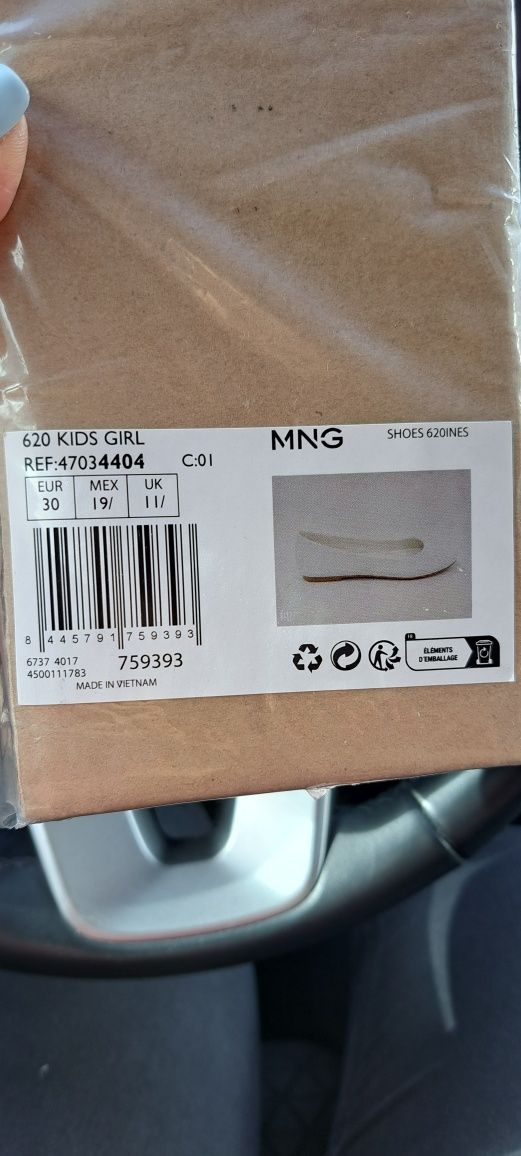 620 KIDS GIRL
MNG
SHOES 620INES
REF:47034404 C:01
EUR MEX UK
30 19/ 11/
8 445791 759393
6737 4017
4500111783
759393
MADE IN VIETNAM
FR
ÉLÉMENTS
D'EMBALLAGE